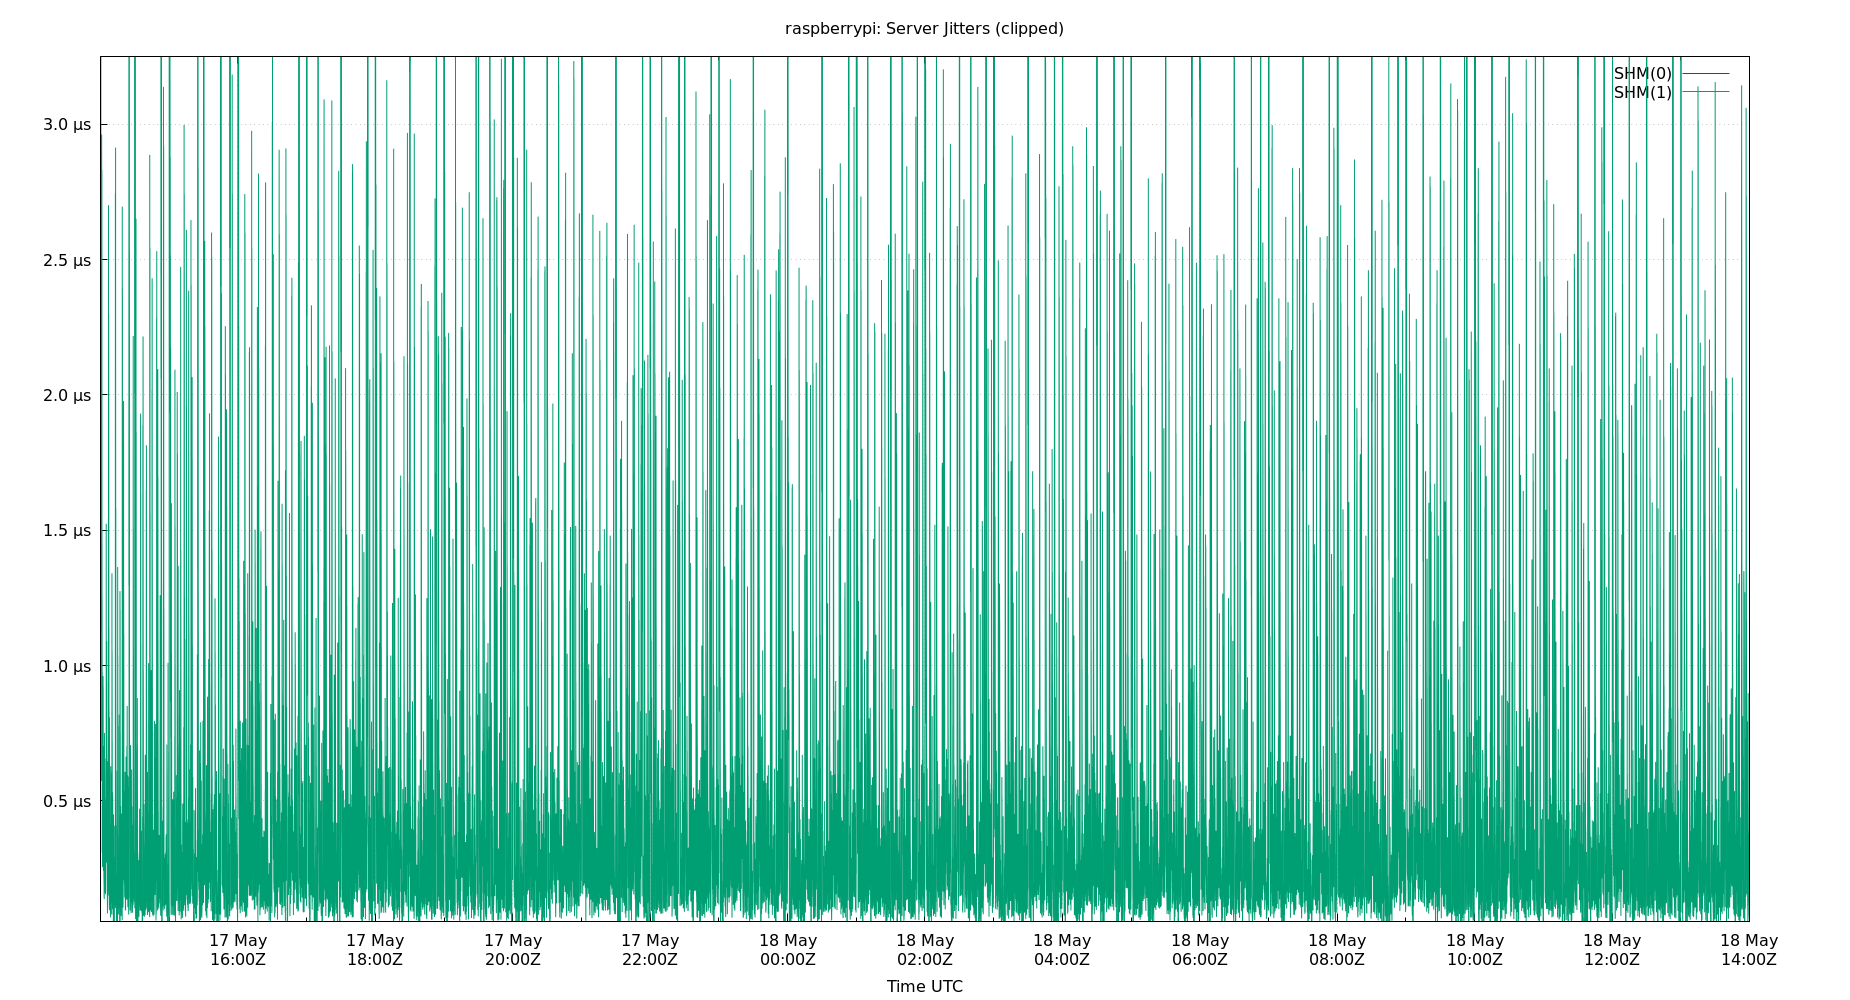 raspberrypi: Server Jitters (clipped)
SHM(0)
SHM(1)
3.0 μs
2.5 μs
2.0 μs
1.5 μs
1.0 μs
0.5 μs
17 May 17 May 17 May 17 May 18 May 18 May 18 May 18 May 18 May 18 May 18 May 18 May
16:00Z 18:00Z 20:00Z 22:00Z 00:00Z 02:00Z 04:00Z 06:00Z 08:00Z 10:00Z 12:00Z 14:00Z
Time UTC